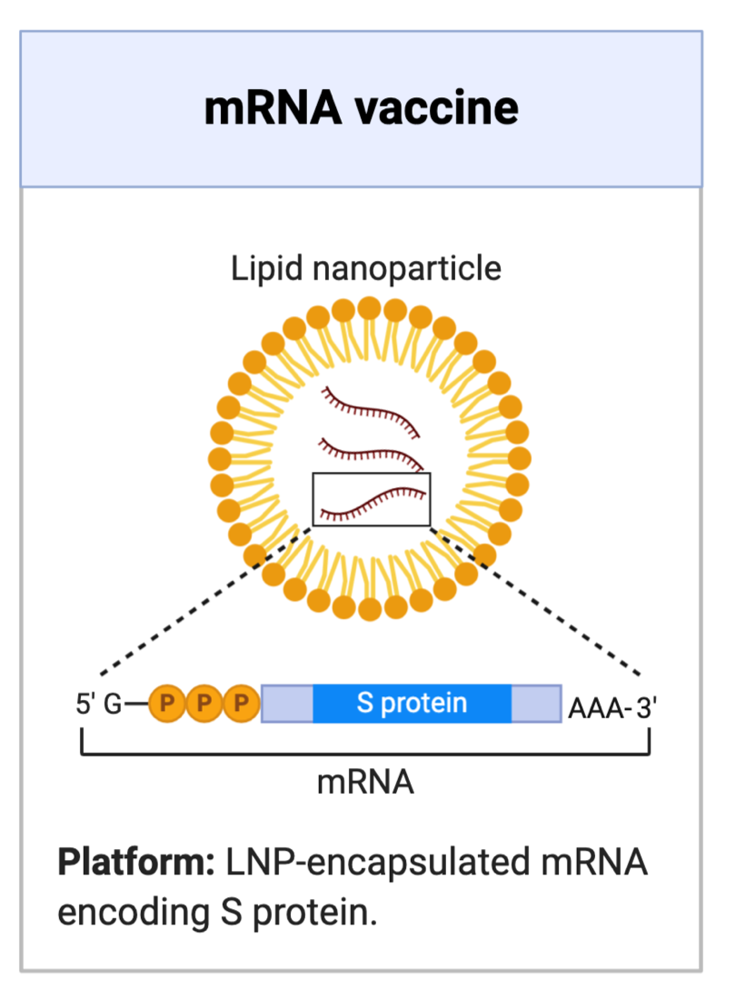 mRNA vaccine
Lipid nanoparticle
5' G P P P S protein AAA-3'
mRNA
Platform: LNP-encapsulated mRNA
encoding S protein.